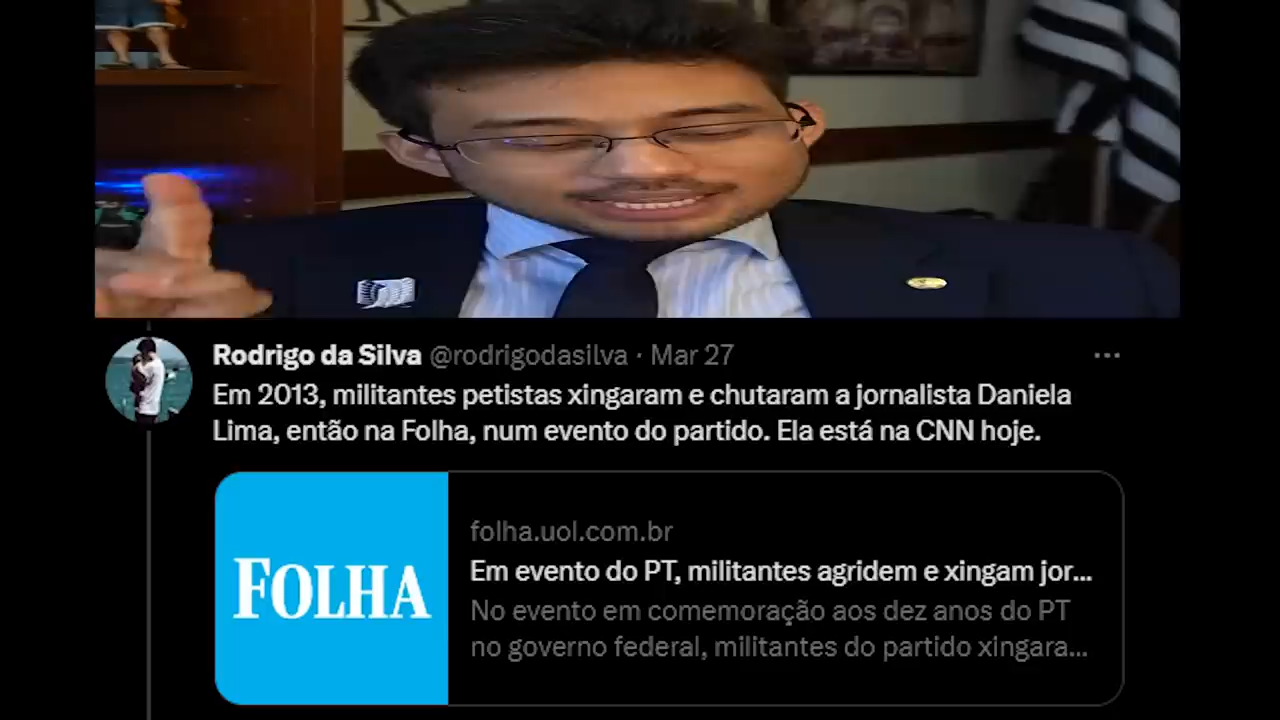 Rodrigo da Silva @rodrigodasilva · Mar 27
Em 2013, militantes petistas xingaram e chutaram a jornalista Daniela
Lima, então na Folha, num evento do partido. Ela está na CNN hoje.
FOLHA
folha.uol.com.br
Em evento do PT, militantes agridem e xingam jor...
No evento em comemoração aos dez anos do PT
no governo federal, militantes do partido xingara...